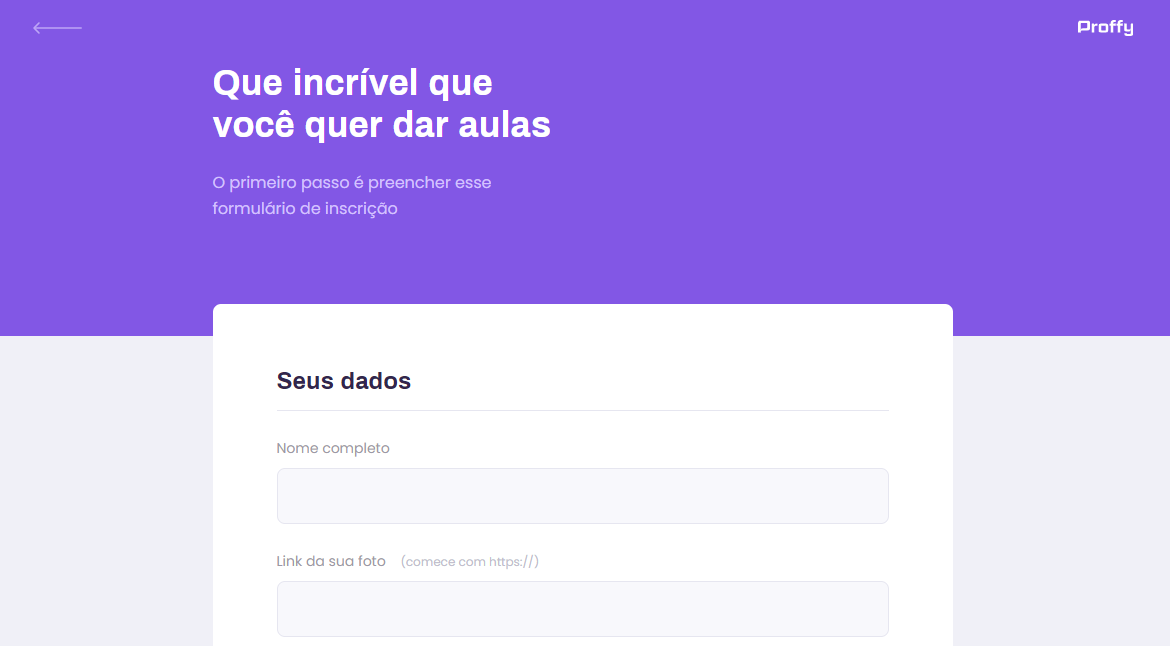 Proffy
Que incrível que
você quer dar aulas
O primeiro passo é preencher esse
formulário de inscrição
Seus dados
Nome completo
Link da sua foto (comece com https://)